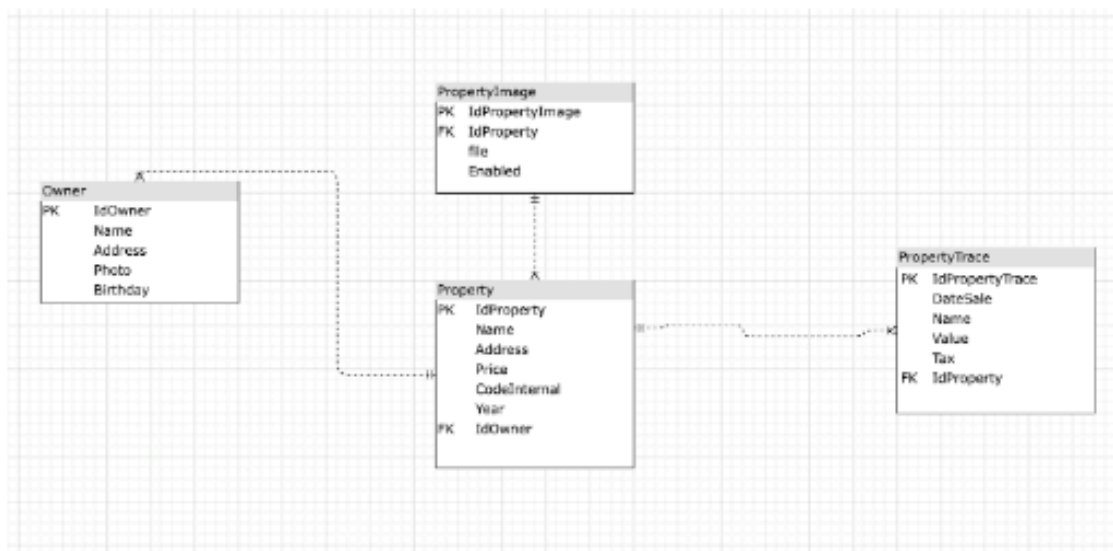 PropertyImage
PK IdPropertyImage
FK IdProperty
file
Enabled
Owner
PK IdOwner
Name
Address
Photo
Birthday
Property
PK IdProperty
Name
Address
Price
CodeInternal
Year
FK IdOwner
PropertyTrace
PK IdPropertyTrace
DateSale
Name
Value
Tax
FK IdProperty